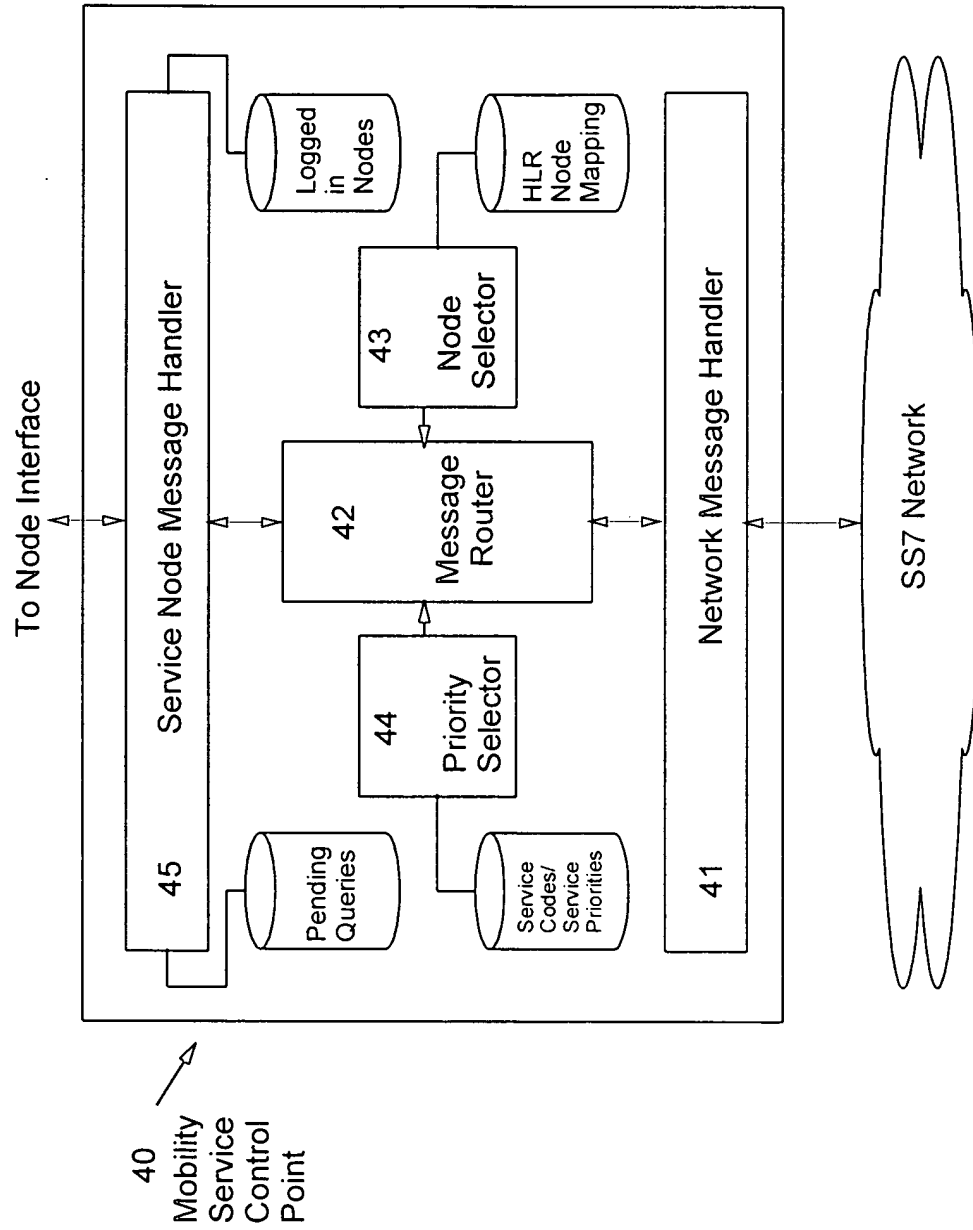 To Node Interface
45
Service Node Message Handler
Pending
Queries
Logged
in
Nodes
44
Priority
Selector
42
Message
Router
43
Node
Selector
Service
Codes/
Service
Priorities
HLR
Node
Mapping
41
Network Message Handler
SS7 Network
40
Mobility
Service
Control
Point